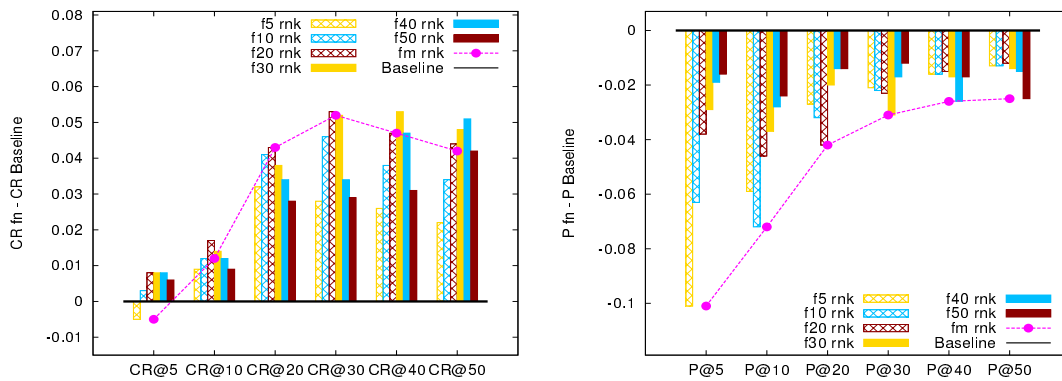 0.08
0.07
0.06
0.05
0.04
0.03
0.02
0.01
0
-0.01
CR fn - CR Baseline
f5 rnk
f10 rnk
f20 rnk
f30 rnk
f40 rnk
f50 rnk
fm rnk
Baseline
CR@5 CR@10 CR@20 CR@30 CR@40 CR@50
0
-0.02
-0.04
-0.06
-0.08
-0.1
P fn - P Baseline
f5 rnk
f10 rnk
f20 rnk
f30 rnk
f40 rnk
f50 rnk
fm rnk
Baseline
P@5 P@10 P@20 P@30 P@40 P@50